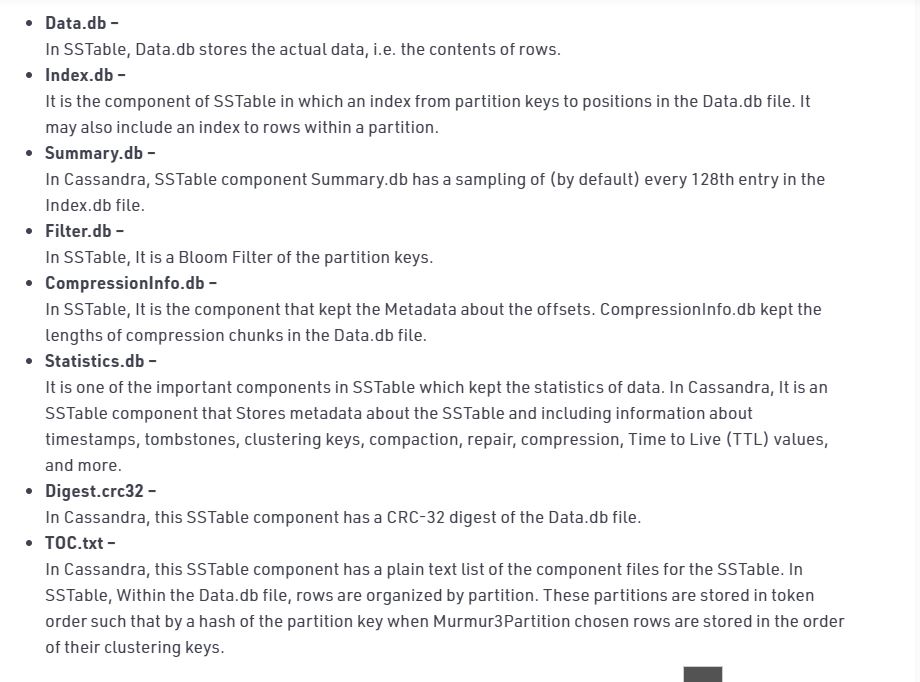 Data.db –
In SSTable, Data.db stores the actual data, i.e. the contents of rows.
Index.db –
It is the component of SSTable in which an index from partition keys to positions in the Data.db file. It
may also include an index to rows within a partition.
Summary.db –
In Cassandra, SSTable component Summary.db has a sampling of (by default) every 128th entry in the
Index.db file.
Filter.db –
In SSTable, It is a Bloom Filter of the partition keys.
CompressionInfo.db –
In SSTable, It is the component that kept the Metadata about the offsets. CompressionInfo.db kept the
lengths of compression chunks in the Data.db file.
Statistics.db –
It is one of the important components in SSTable which kept the statistics of data. In Cassandra, It is an
SSTable component that Stores metadata about the SSTable and including information about
timestamps, tombstones, clustering keys, compaction, repair, compression, Time to Live (TTL) values,
and more.
Digest.crc32 –
In Cassandra, this SSTable component has a CRC-32 digest of the Data.db file.
TOC.txt –
In Cassandra, this SSTable component has a plain text list of the component files for the SSTable. In
SSTable, Within the Data.db file, rows are organized by partition. These partitions are stored in token
order such that by a hash of the partition key when Murmur3Partition chosen rows are stored in the order
of their clustering keys.